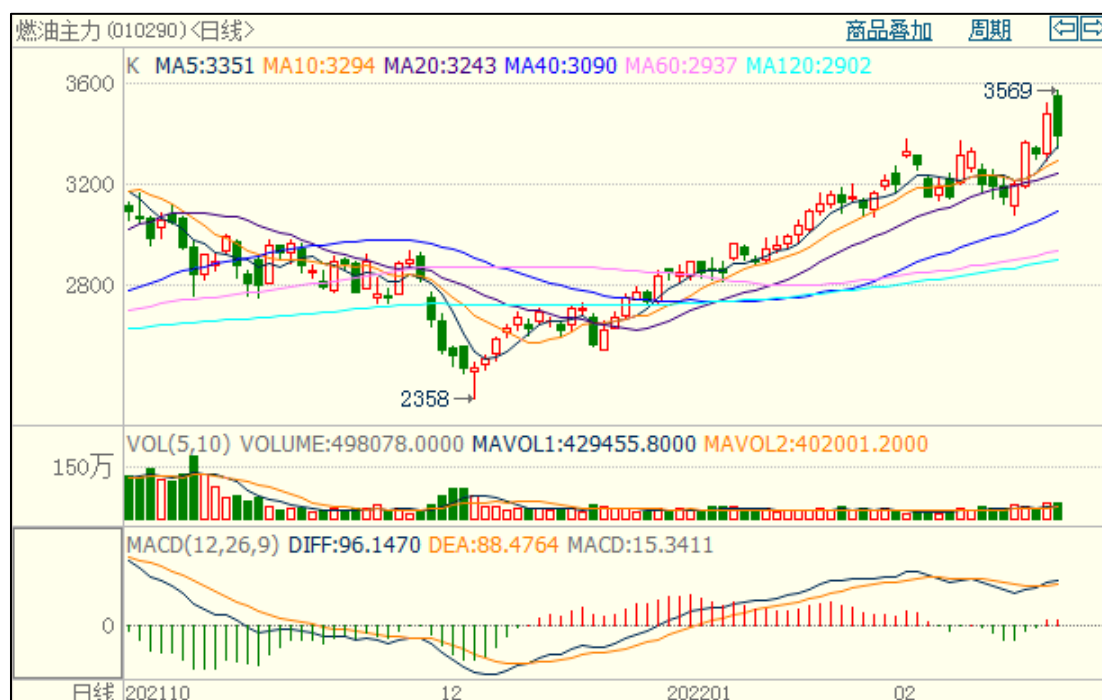 燃油主力(010290)<日线> 商品叠加 周期
K MA5:3351 MA10:3294 MA20:3243 MA40:3090 MA60:2937 MA120:2902
3600
3569
3200
2800
2358
VOL(5,10) VOLUME:498078.0000 MAVOL1:429455.8000 MAVOL2:402001.2000
150万
MACD(12,26,9) DIFF:96.1470 DEA:88.4764 MACD:15.3411
0
日线 202110 12 202201 02